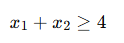 x₁ + x₂ ≥ 4